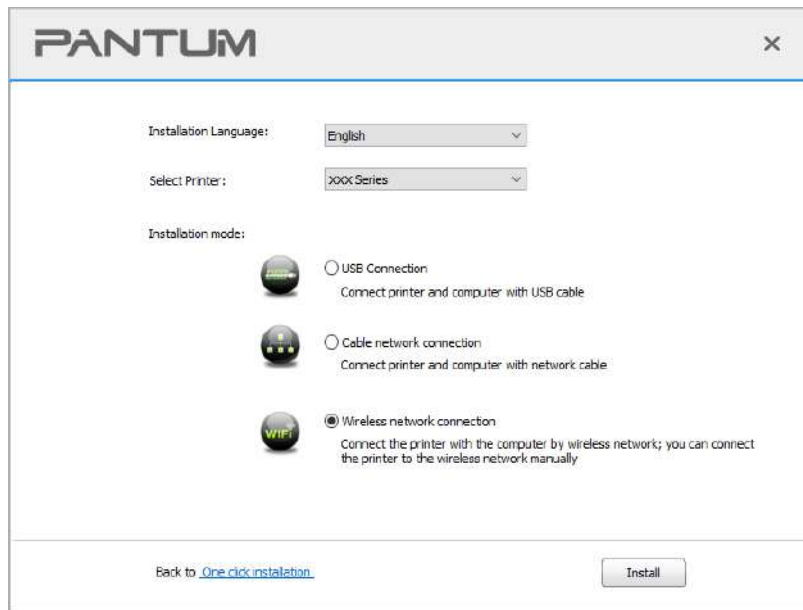 PANTUM
Installation Language:
English
Select Printer:
xxx Series
Installation mode:
USB Connection
Connect printer and computer with USB cable
Cable network connection
Connect printer and computer with network cable
WIFI
Wireless network connection
Connect the printer with the computer by wireless network; you can connect
the printer to the wireless network manually
Back to One click installation
Install